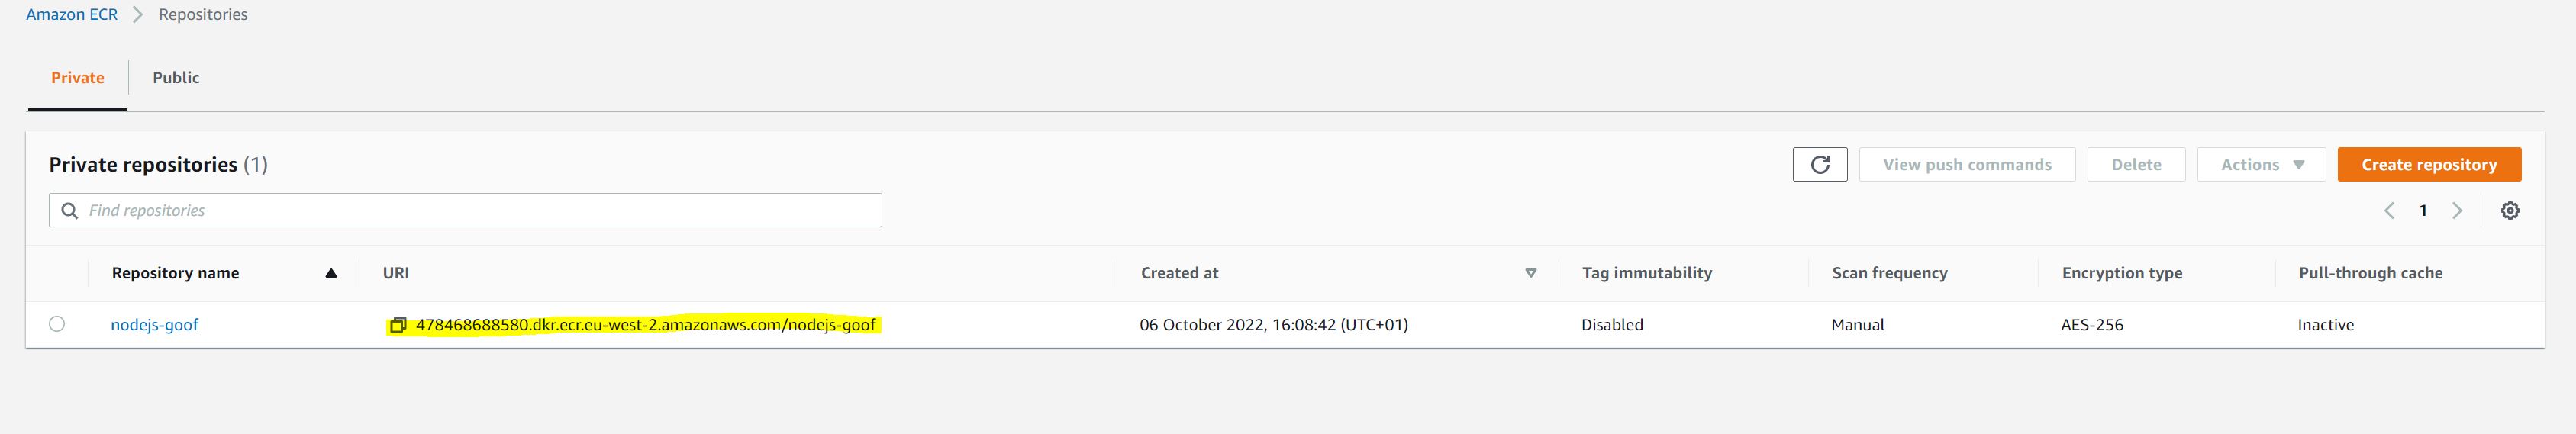 Amazon ECR > Repositories
Private Public
Private repositories (1)
View push commands Delete Actions Create repository
Find repositories
1
Repository name URI Created at Tag immutability Scan frequency Encryption type Pull-through cache
nodejs-goof 478468688580.dkr.ecr.eu-west-2.amazonaws.com/nodejs-goof 06 October 2022, 16:08:42 (UTC+01) Disabled Manual AES-256 Inactive